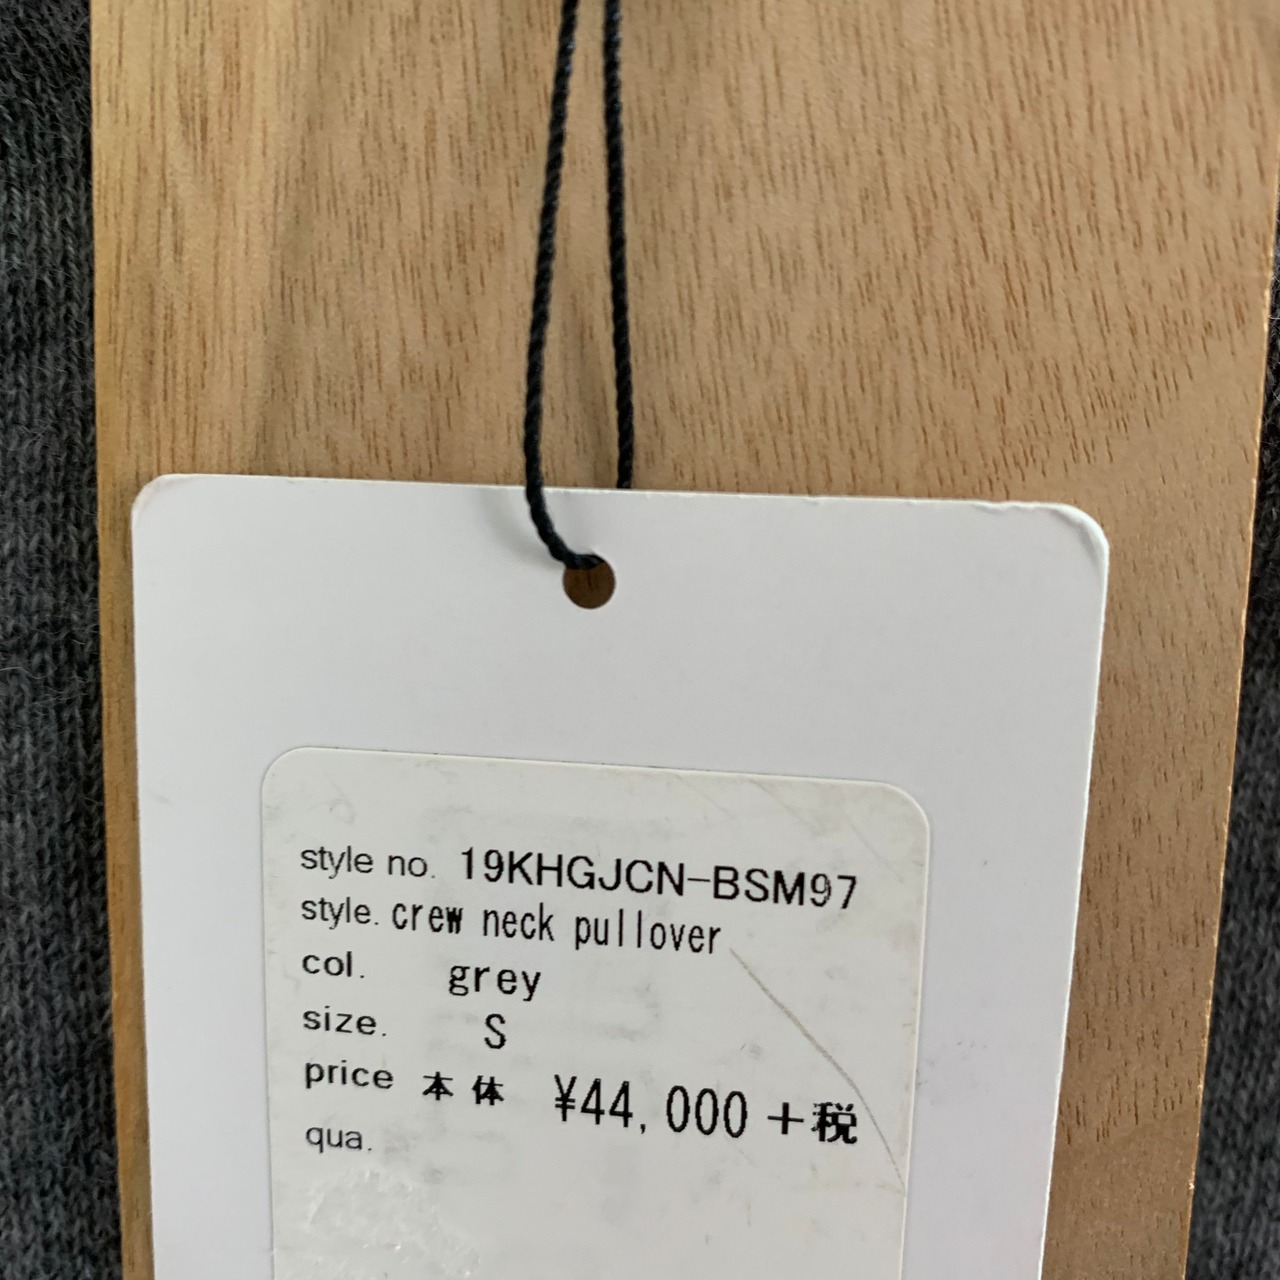 style no. 19KHGJCN-BSM97
style. crew neck pullover
col. grey
size. S
price 本体 ¥44,000+税
qua.